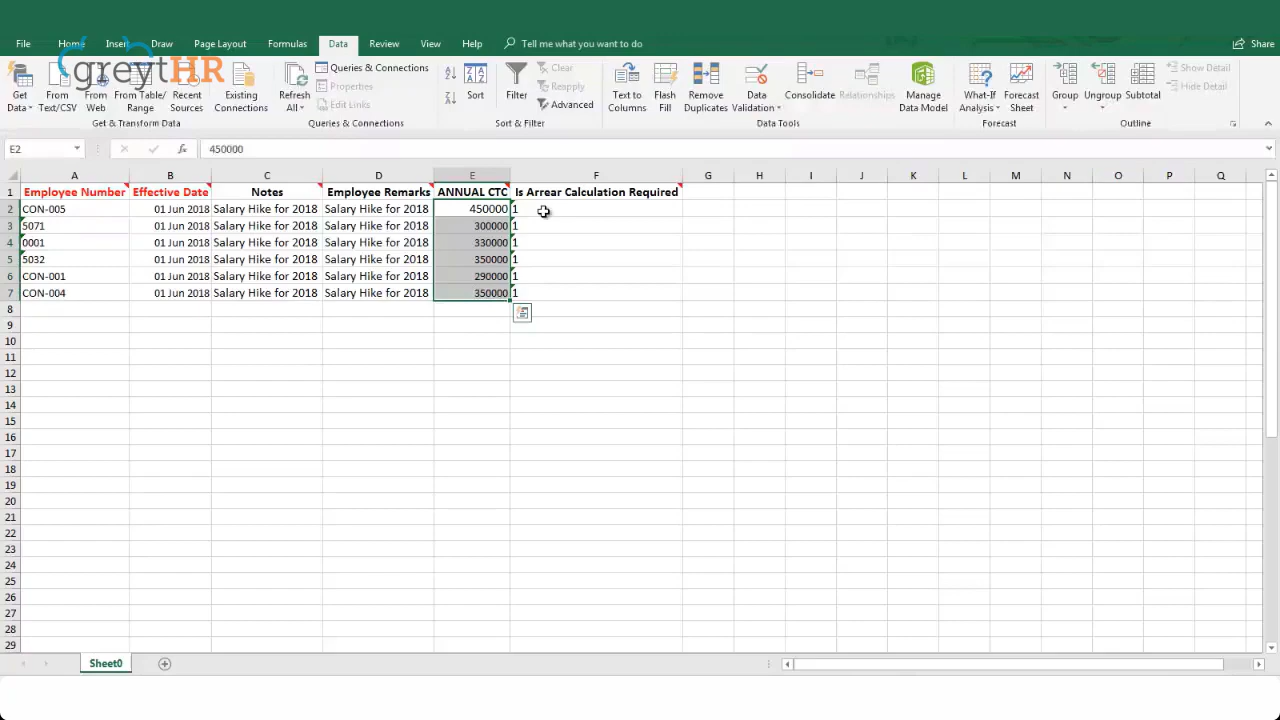 File Home Insert Draw Page Layout Formulas Data Review View Help Tell me what you want to do Share
greytHR
Get Data From Text/CSV From Web From Table/Range Recent Sources Existing Connections
Get & Transform Data
Refresh All Queries & Connections Properties Edit Links
Queries & Connections
Sort Filter Clear Reapply Advanced
Sort & Filter
Text to Columns Flash Fill Remove Duplicates Data Validation Consolidate Relationships Manage Data Model
Data Tools
What-If Analysis Forecast Sheet
Forecast
Group Ungroup Subtotal Show Detail Hide Detail
Outline
E2 fx 450000
A B C D E F G H I J K L M N O P Q
1 Employee Number Effective Date Notes Employee Remarks ANNUAL CTC Is Arrear Calculation Required
2 CON-005 01 Jun 2018 Salary Hike for 2018 Salary Hike for 2018 450000 1
3 5071 01 Jun 2018 Salary Hike for 2018 Salary Hike for 2018 300000 1
4 0001 01 Jun 2018 Salary Hike for 2018 Salary Hike for 2018 330000 1
5 5032 01 Jun 2018 Salary Hike for 2018 Salary Hike for 2018 350000 1
6 CON-001 01 Jun 2018 Salary Hike for 2018 Salary Hike for 2018 290000 1
7 CON-004 01 Jun 2018 Salary Hike for 2018 Salary Hike for 2018 350000 1
8
9
10
11
12
13
14
15
16
17
18
19
20
21
22
23
24
25
26
27
28
29
Sheet0